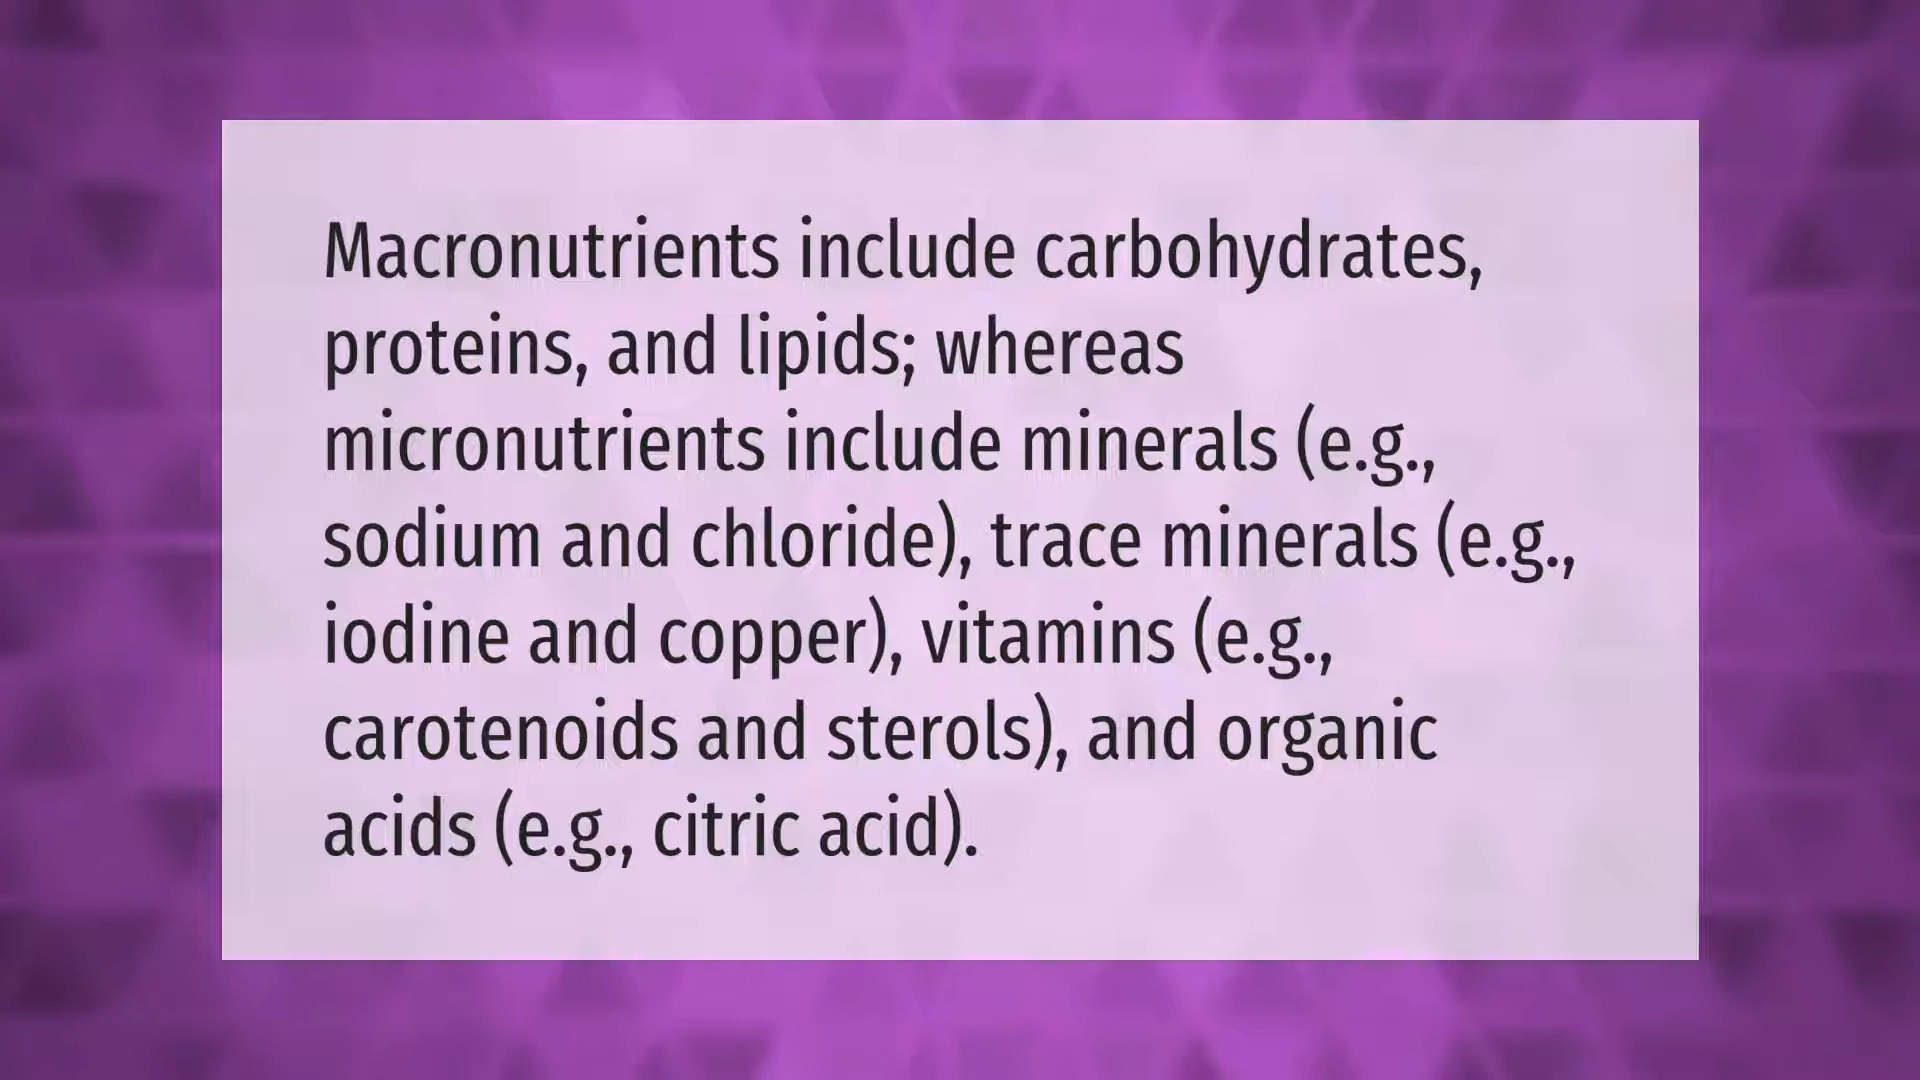 Macronutrients include carbohydrates,
proteins, and lipids; whereas
micronutrients include minerals (e.g.,
sodium and chloride), trace minerals (e.g.,
iodine and copper), vitamins (e.g.,
carotenoids and sterols), and organic
acids (e.g., citric acid).